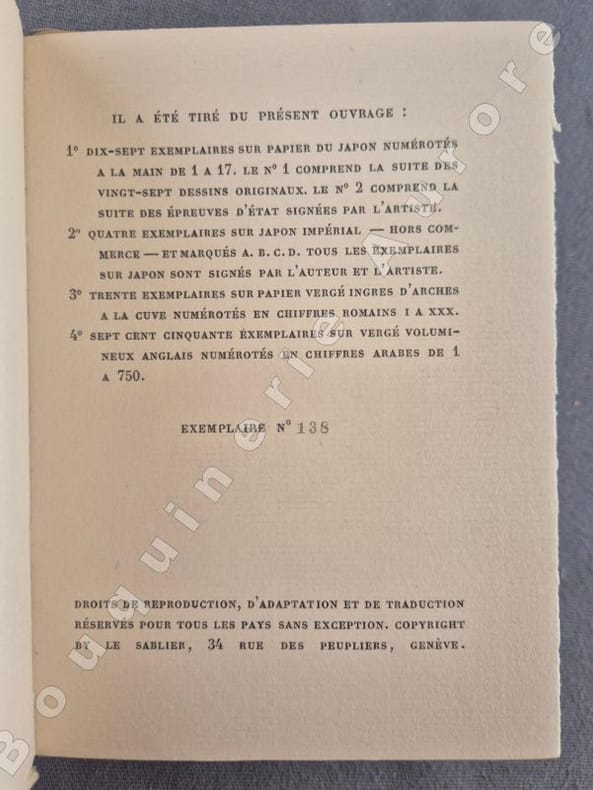 IL A ÉTÉ TIRÉ DU PRÉSENT OUVRAGE :
1° DIX-SEPT EXEMPLAIRES SUR PAPIER DU JAPON NUMÉROTÉS
A LA MAIN DE 1 A 17. LE N° 1 COMPREND LA SUITE DES
VINGT-SEPT DESSINS ORIGINAUX. LE N° 2 COMPREND LA
SUITE DES ÉPREUVES D'ÉTAT SIGNÉES PAR L'ARTISTE.
2° QUATRE EXEMPLAIRES SUR JAPON IMPÉRIAL — HORS COM-
MERCE — ET MARQUÉS A. B. C. D. TOUS LES EXEMPLAIRES
SUR JAPON SONT SIGNÉS PAR L'AUTEUR ET L'ARTISTE.
3° TRENTE EXEMPLAIRES SUR PAPIER VERGÉ INGRES D'ARCHES
A LA CUVE NUMÉROTÉS EN CHIFFRES ROMAINS I A XXX.
4° SEPT CENT CINQUANTE ÉXEMPLAIRES SUR VERGÉ VOLUMI-
NEUX ANGLAIS NUMÉROTÉS EN CHIFFRES ARABES DE 1
A 750.
EXEMPLAIRE N° 138
DROITS DE REPRODUCTION, D'ADAPTATION ET DE TRADUCTION
RÉSERVÉS POUR TOUS LES PAYS SANS EXCEPTION. COPYRIGHT
BY LE SABLIER, 34 RUE DES PEUPLIERS, GENÈVE.
Bouquinerie Aurore